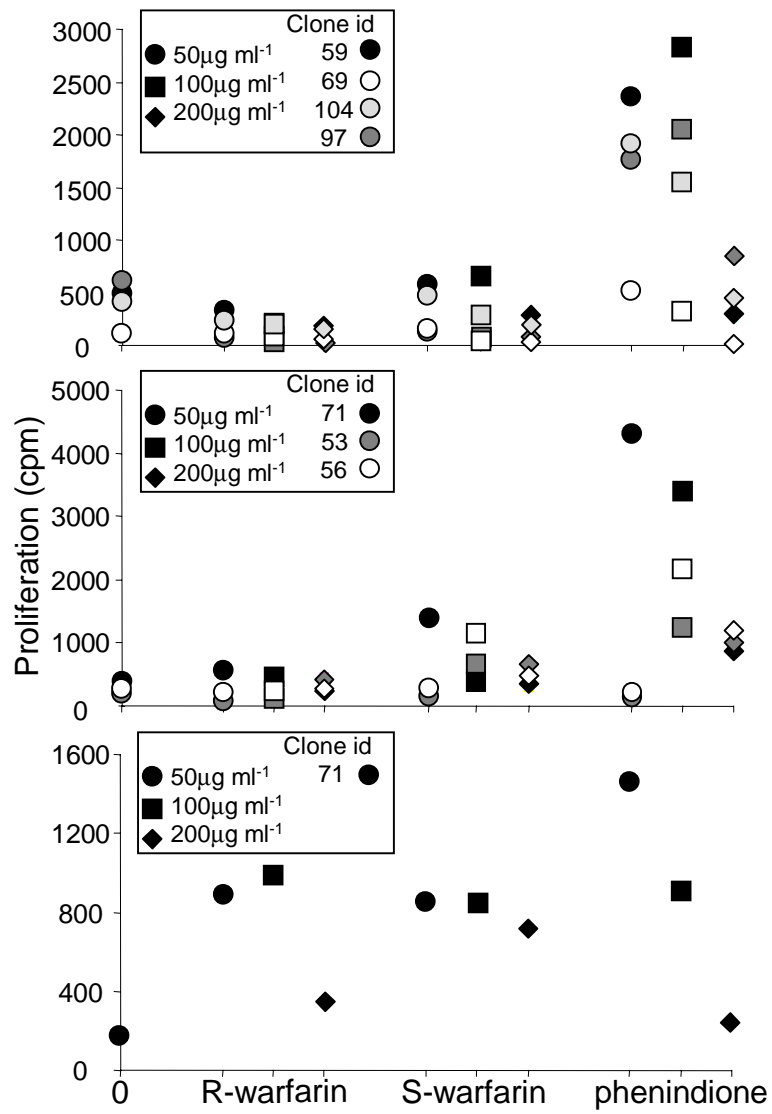 Proliferation (cpm)
3000
2500
2000
1500
1000
500
0
Clone id
50μg ml-1 59
100μg ml-1 69
200μg ml-1 104
97
5000
4000
3000
2000
1000
0
Clone id
50μg ml-1 71
100μg ml-1 53
200μg ml-1 56
1600
1200
800
400
0
Clone id
50μg ml-1 71
100μg ml-1
200μg ml-1
0 R-warfarin S-warfarin phenindione